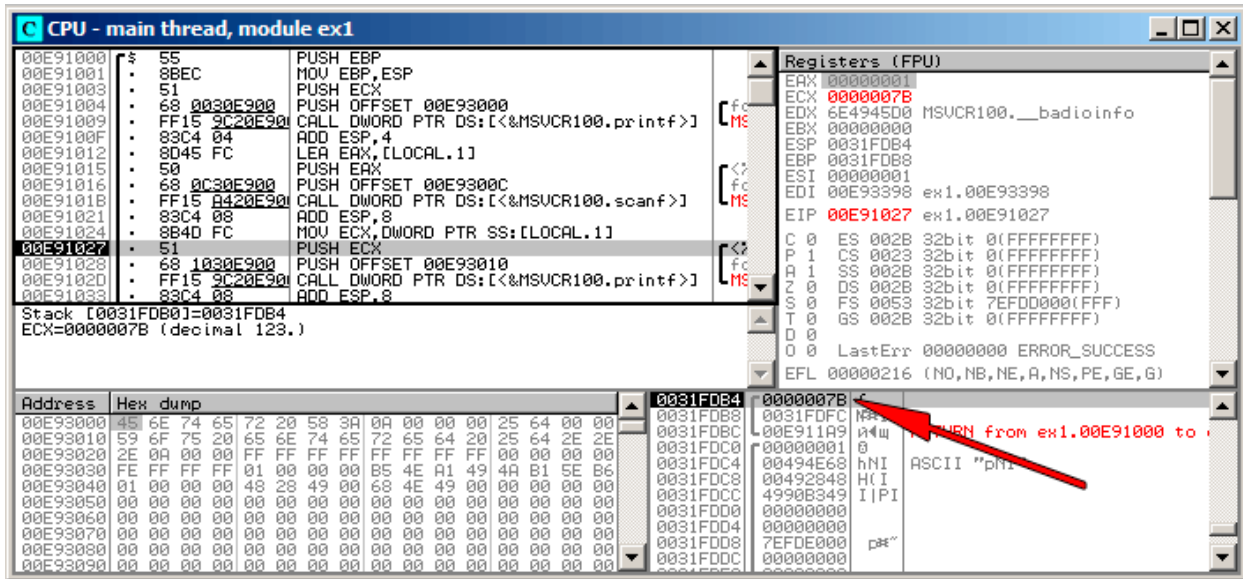 C CPU - main thread, module ex1
00E91000 $ 55 PUSH EBP
00E91001 . 8BEC MOV EBP,ESP
00E91003 . 51 PUSH ECX
00E91004 . 68 0030E900 PUSH OFFSET 00E93000
00E91009 . FF15 9C20E90 CALL DWORD PTR DS:[<&MSVCR100.printf>]
00E9100F . 83C4 04 ADD ESP,4
00E91012 . 8D45 FC LEA EAX,[LOCAL.1]
00E91015 . 50 PUSH EAX
00E91016 . 68 0C30E900 PUSH OFFSET 00E9300C
00E9101B . FF15 A420E90 CALL DWORD PTR DS:[<&MSVCR100.scanf>]
00E91021 . 83C4 08 ADD ESP,8
00E91024 . 8B4D FC MOV ECX,DWORD PTR SS:[LOCAL.1]
00E91027 . 51 PUSH ECX
00E91028 . 68 1030E900 PUSH OFFSET 00E93010
00E9102D . FF15 9C20E90 CALL DWORD PTR DS:[<&MSVCR100.printf>]
00E91033 . 83C4 08 ADD ESP,8
Stack [0031FDB0]=0031FDB4
ECX=0000007B (decimal 123.)
Registers (FPU)
EAX 00000001
ECX 0000007B
EDX 6E4945D0 MSVCR100.__badioinfo
EBX 00000000
ESP 0031FDB4
EBP 0031FDB8
ESI 00000001
EDI 00E93398 ex1.00E93398
EIP 00E91027 ex1.00E91027
C 0 ES 002B 32bit 0(FFFFFFFF)
P 1 CS 0023 32bit 0(FFFFFFFF)
A 1 SS 002B 32bit 0(FFFFFFFF)
Z 0 DS 002B 32bit 0(FFFFFFFF)
S 0 FS 0053 32bit 7EFDD000(FFF)
T 0 GS 002B 32bit 0(FFFFFFFF)
D 0
O 0 LastErr 00000000 ERROR_SUCCESS
EFL 00000216 (NO,NB,NE,A,NS,PE,GE,G)
Address Hex dump
00E93000 45 6E 74 65 72 20 58 3A 0A 00 00 00 25 64 00 00
00E93010 59 6F 75 20 65 6E 74 65 72 65 64 20 25 64 2E 2E
00E93020 2E 0A 00 00 FF FF FF FF FF FF FF FF 00 00 00 00
00E93030 FE FF FF FF 01 00 00 00 B5 4E A1 49 4A B1 5E B6
00E93040 01 00 00 00 48 28 49 00 68 4E 49 00 00 00 00 00
00E93050 00 00 00 00 00 00 00 00 00 00 00 00 00 00 00 00
00E93060 00 00 00 00 00 00 00 00 00 00 00 00 00 00 00 00
00E93070 00 00 00 00 00 00 00 00 00 00 00 00 00 00 00 00
00E93080 00 00 00 00 00 00 00 00 00 00 00 00 00 00 00 00
00E93090 00 00 00 00 00 00 00 00 00 00 00 00 00 00 00 00
0031FDB4 0000007B {
0031FDB8 0031FDFC
0031FDBC 00E911A9 RETURN from ex1.00E91000 to
0031FDC0 00000001
0031FDC4 00494E68 hNI ASCII "pNI"
0031FDC8 00492848 H(I
0031FDCC 4990B349 I|PI
0031FDD0 00000000
0031FDD4 00000000
0031FDD8 7EFDE000
0031FDDC 00000000